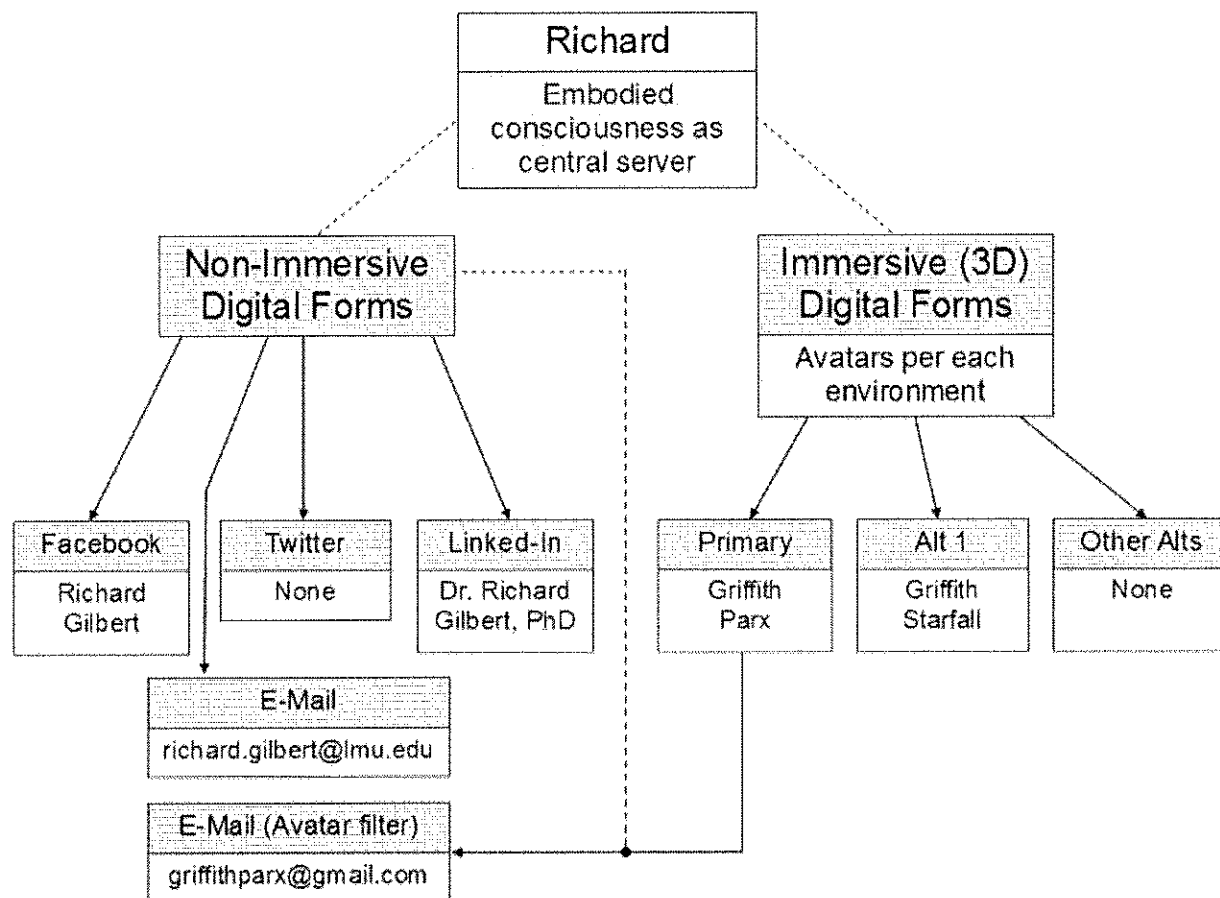 Richard
Embodied
consciousness as
central server
Non-Immersive
Digital Forms
Immersive (3D)
Digital Forms
Avatars per each
environment
Facebook
Richard
Gilbert
Twitter
None
Linked-In
Dr. Richard
Gilbert, PhD
Primary
Griffith
Parx
Alt 1
Griffith
Starfall
Other Alts
None
E-Mail
richard.gilbert@lmu.edu
E-Mail (Avatar filter)
griffithparx@gmail.com